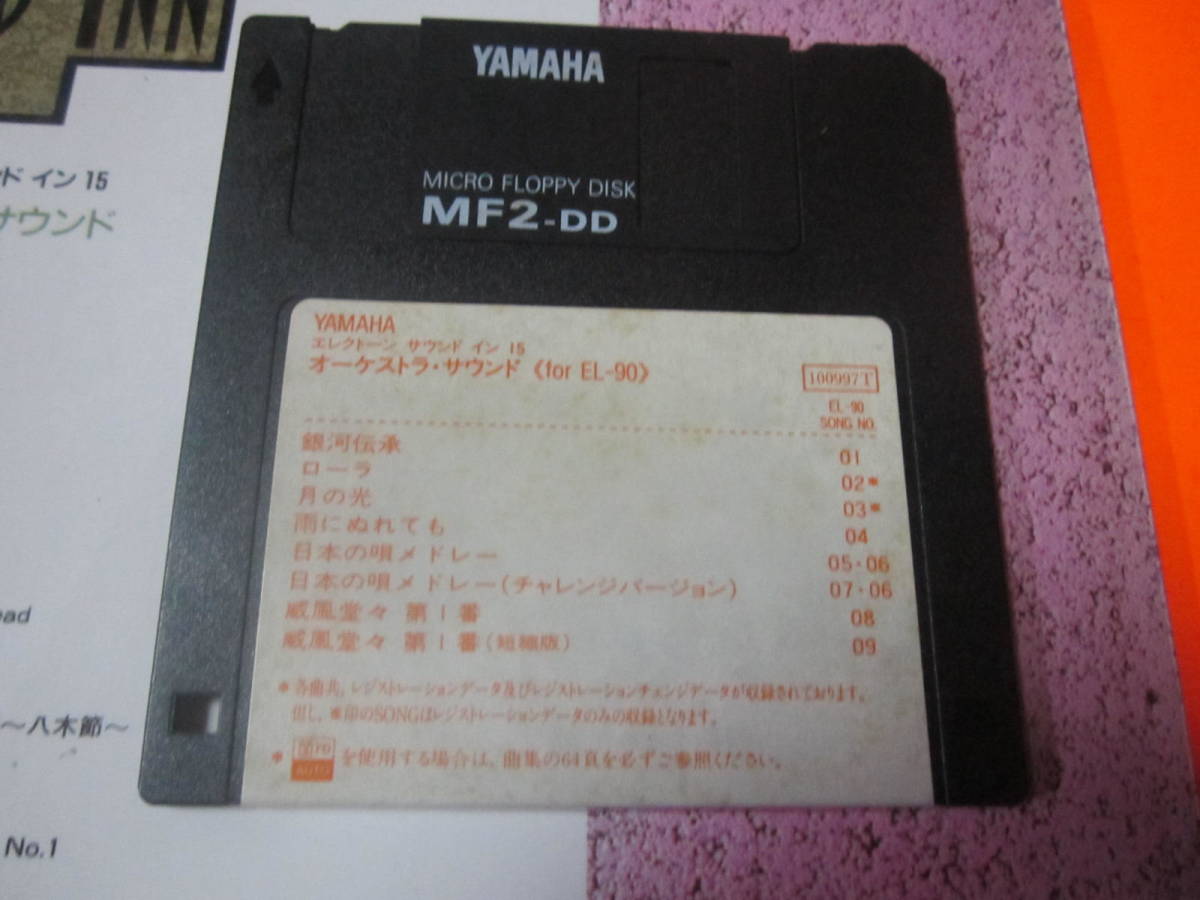 INN
ド イン 15
サウンド
ead
～八木節～
No.1
YAMAHA
MICRO FLOPPY DISK
MF2-DD
YAMAHA
エレクトーン サウンド イン 15
オーケストラ・サウンド《for EL-90》
100997T
EL-90
SONG NO.
銀河伝承 01
ローラ 02*
月の光 03*
雨にぬれても 04
日本の唄メドレー 05・06
日本の唄メドレー(チャレンジバージョン) 07・06
威風堂々 第1番 08
威風堂々 第1番(短縮版) 09
*各曲共、レジストレーションデータ及びレジストレーションチェンジデータが収録されております。
但し、*印のSONGはレジストレーションデータのみの収録となります。
* AUTO を使用する場合は、曲集の64頁を必ずご参照ください。